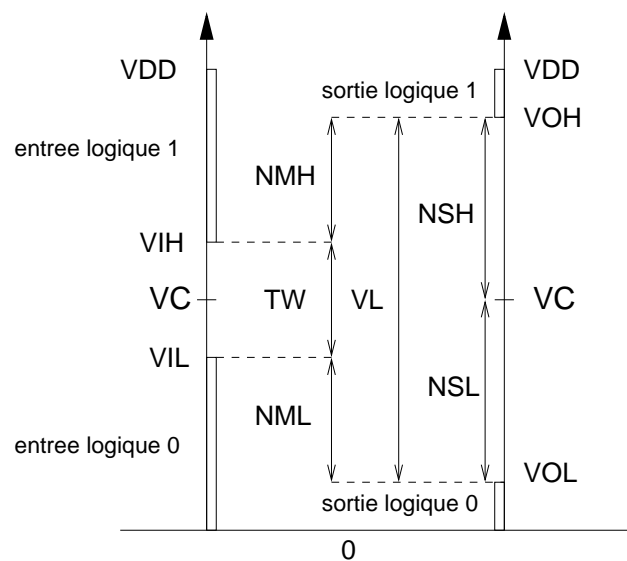 VDD
VDD
sortie logique 1
VOH
entree logique 1
NMH
NSH
VIH
VC
TW
VL
VC
VIL
NSL
NML
entree logique 0
VOL
sortie logique 0
0